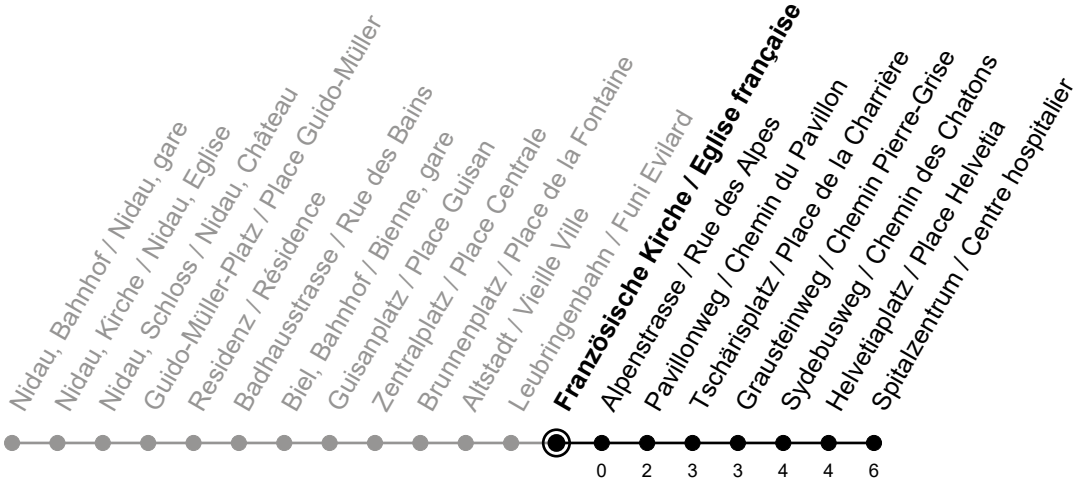 Nidau, Bahnhof / Nidau, gare
Nidau, Kirche / Nidau, Eglise
Nidau, Schloss / Nidau, Château
Guido-Müller-Platz / Place Guido-Müller
Residenz / Résidence
Badhausstrasse / Rue des Bains
Biel, Bahnhof / Bienne, gare
Guisanplatz / Place Guisan
Zentralplatz / Place Centrale
Brunnenplatz / Place de la Fontaine
Altstadt / Vieille Ville
Leubringenbahn / Funi Evilard
Französische Kirche / Eglise française
Alpenstrasse / Rue des Alpes
Pavillonweg / Chemin du Pavillon
Tschärisplatz / Place de la Charrière
Grausteinweg / Chemin Pierre-Grise
Sydebusweg / Chemin des Chatons
Helvetiaplatz / Place Helvetia
Spitalzentrum / Centre hospitalier
0 2 3 3 4 4 6